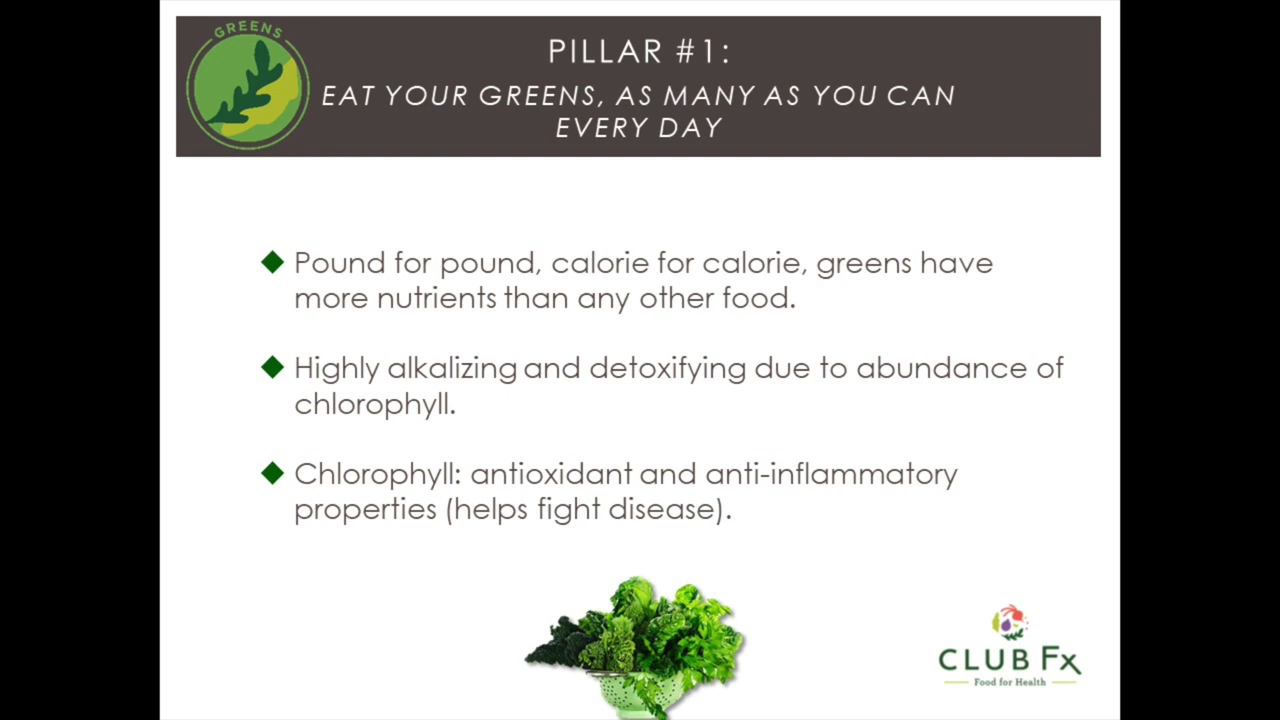 GREENS
PILLAR #1:
EAT YOUR GREENS, AS MANY AS YOU CAN
EVERY DAY
Pound for pound, calorie for calorie, greens have
more nutrients than any other food.
Highly alkalizing and detoxifying due to abundance of
chlorophyll.
Chlorophyll: antioxidant and anti-inflammatory
properties (helps fight disease).
CLUB Fx
Food for Health